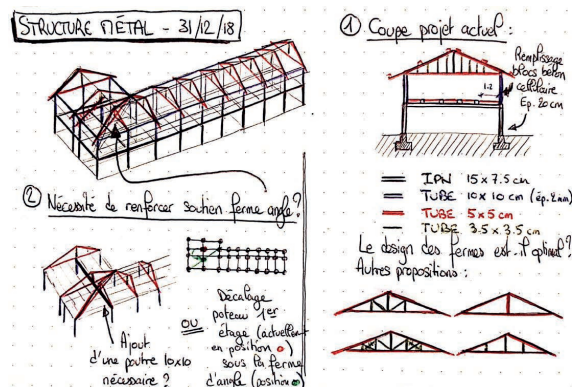 STRUCTURE MÉTAL - 31/12/18
① Coupe projet actuel :
Remplissage
blocs béton
cellulaire
Ep. 20 cm
1.2
IPN 15 x 7.5 cm
TUBE 10 x 10 cm (ép. 2 mm)
TUBE 5x5 cm
TUBE 3.5 x 3.5 cm
Le design des fermes est-il optimal ?
Autres propositions :
② Nécessité de renforcer soutien ferme angle ?
Ajout
d'une poutre 10x10
nécessaire ?
OU
Décalage
poteau 1er
étage (actuellement
en position o)
sous la ferme
d'angle (position o)